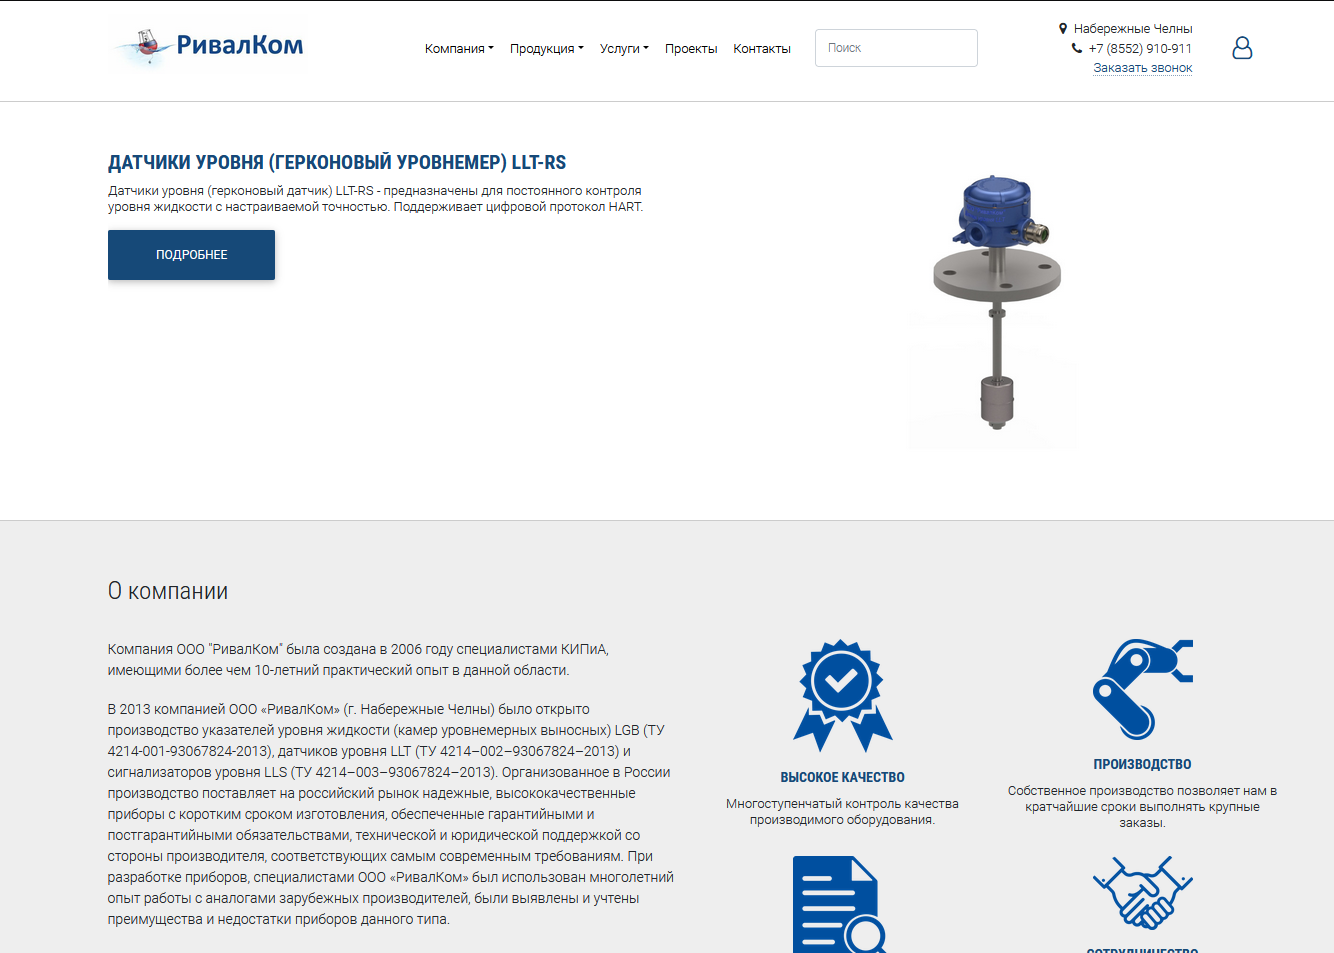 РивалКом
Компания
Продукция
Услуги
Проекты
Контакты
Поиск
Набережные Челны
+7 (8552) 910-911
Заказать звонок
ДАТЧИКИ УРОВНЯ (ГЕРКОНОВЫЙ УРОВНЕМЕР) LLT-RS
Датчики уровня (герконовый датчик) LLT-RS - предназначены для постоянного контроля
уровня жидкости с настраиваемой точностью. Поддерживает цифровой протокол HART.
ПОДРОБНЕЕ
О компании
Компания ООО "РивалКом" была создана в 2006 году специалистами КИПиА,
имеющими более чем 10-летний практический опыт в данной области.
В 2013 компанией ООО «РивалКом» (г. Набережные Челны) было открыто
производство указателей уровня жидкости (камер уровнемерных выносных) LGB (ТУ
4214-001-93067824-2013), датчиков уровня LLT (ТУ 4214–002–93067824–2013) и
сигнализаторов уровня LLS (ТУ 4214–003–93067824–2013). Организованное в России
производство поставляет на российский рынок надежные, высококачественные
приборы с коротким сроком изготовления, обеспеченные гарантийными и
постгарантийными обязательствами, технической и юридической поддержкой со
стороны производителя, соответствующих самым современным требованиям. При
разработке приборов, специалистами ООО «РивалКом» был использован многолетний
опыт работы с аналогами зарубежных производителей, были выявлены и учтены
преимущества и недостатки приборов данного типа.
ВЫСОКОЕ КАЧЕСТВО
Многоступенчатый контроль качества
производимого оборудования.
ПРОИЗВОДСТВО
Собственное производство позволяет нам в
кратчайшие сроки выполнять крупные
заказы.
СОТРУДНИЧЕСТВО